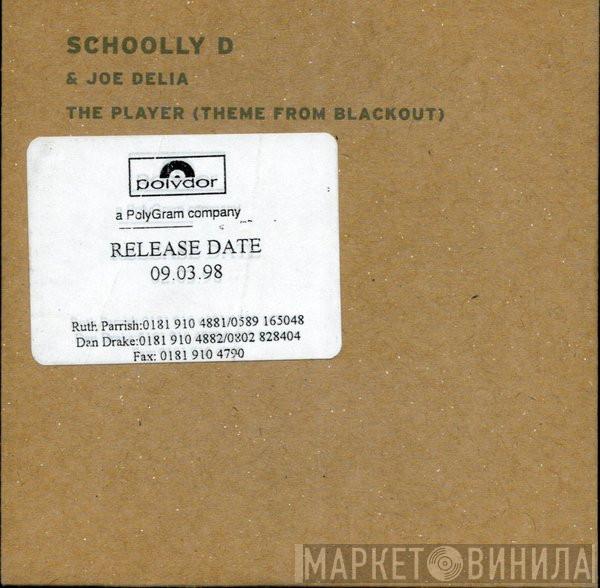 SCHOOLLY D
& JOE DELIA
THE PLAYER (THEME FROM BLACKOUT)
polydor
a PolyGram company
RELEASE DATE
09.03.98
Ruth Parrish:0181 910 4881/0589 165048
Dan Drake:0181 910 4882/0802 828404
Fax: 0181 910 4790
МАРКЕТ ВИНИЛА